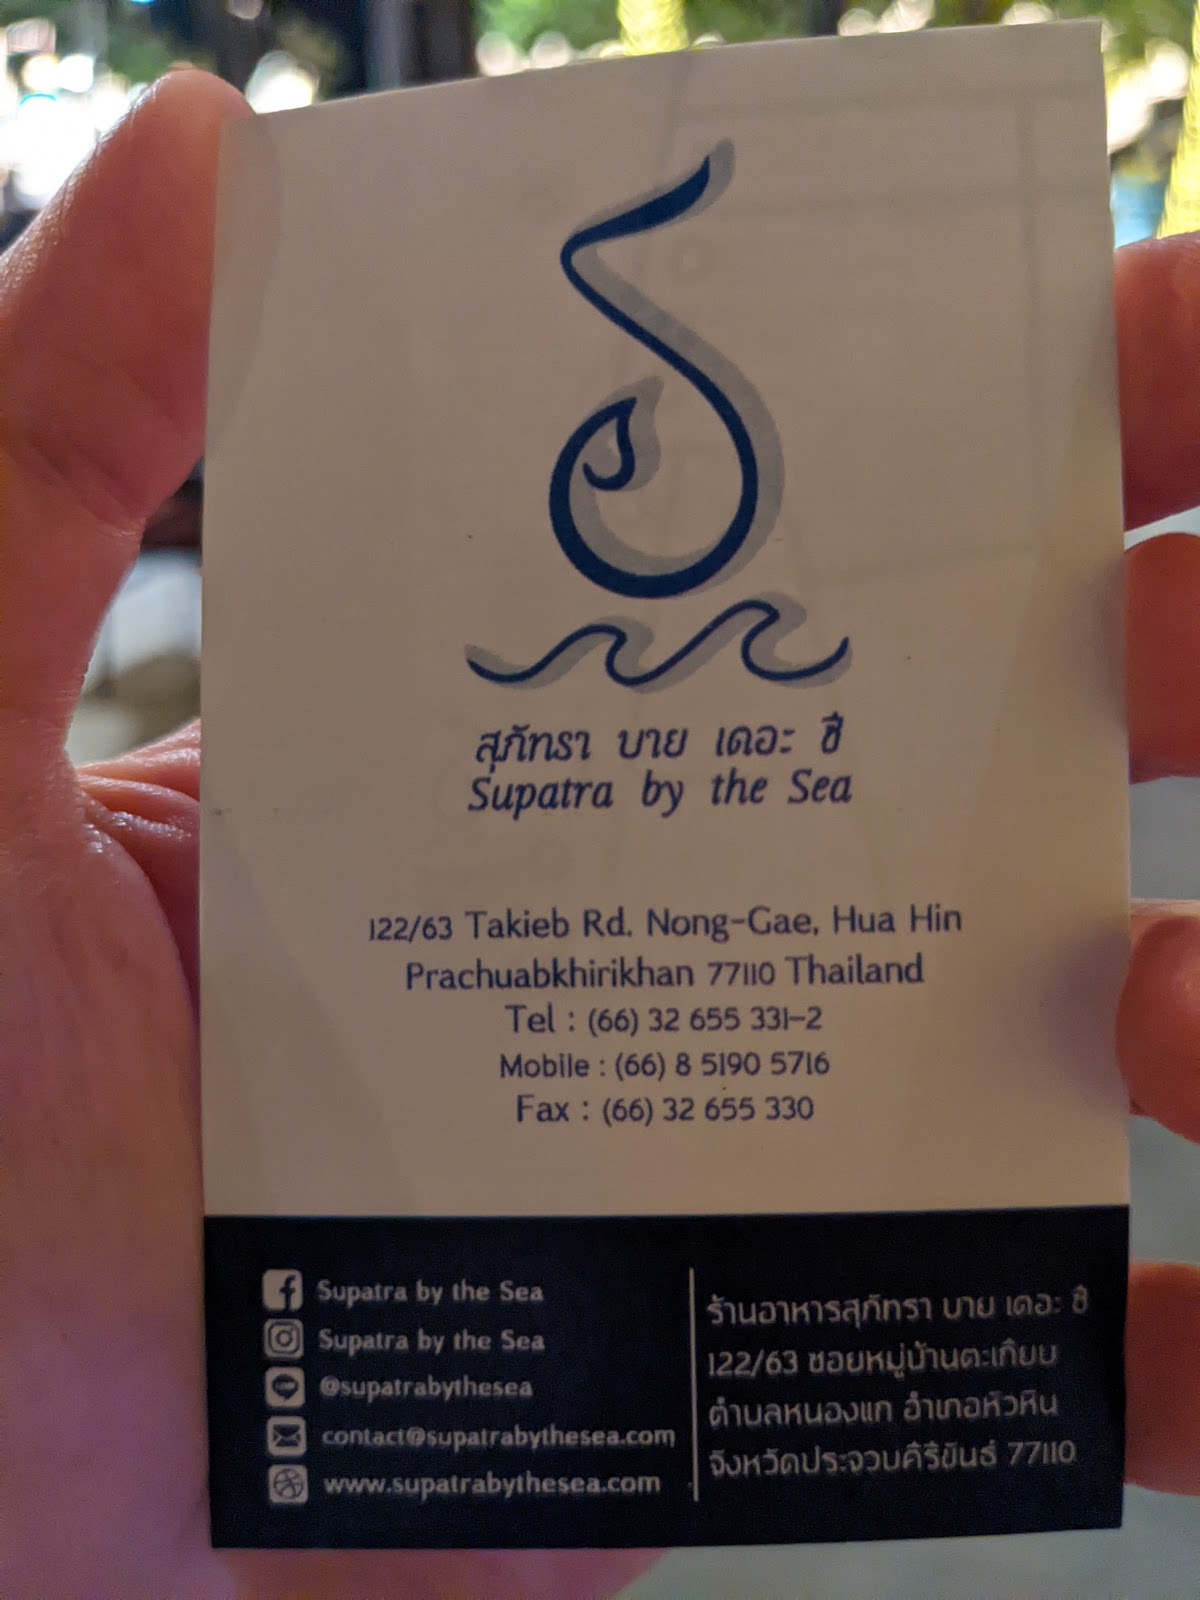 สุภัทรา บาย เดอะ ซี
Supatra by the Sea
122/63 Takieb Rd. Nong-Gae, Hua Hin
Prachuabkhirikhan 77110 Thailand
Tel : (66) 32 655 331-2
Mobile : (66) 8 5190 5716
Fax : (66) 32 655 330
Supatra by the Sea
Supatra by the Sea
@supatrabythesea
contact@supatrabythesea.com
www.supatrabythesea.com
ร้านอาหารสุภัทรา บาย เดอะ ซี
122/63 ซอยหมู่บ้านตะเกียบ
ตำบลหนองแก อำเภอหัวหิน
จังหวัดประจวบคิรีขันธ์ 77110